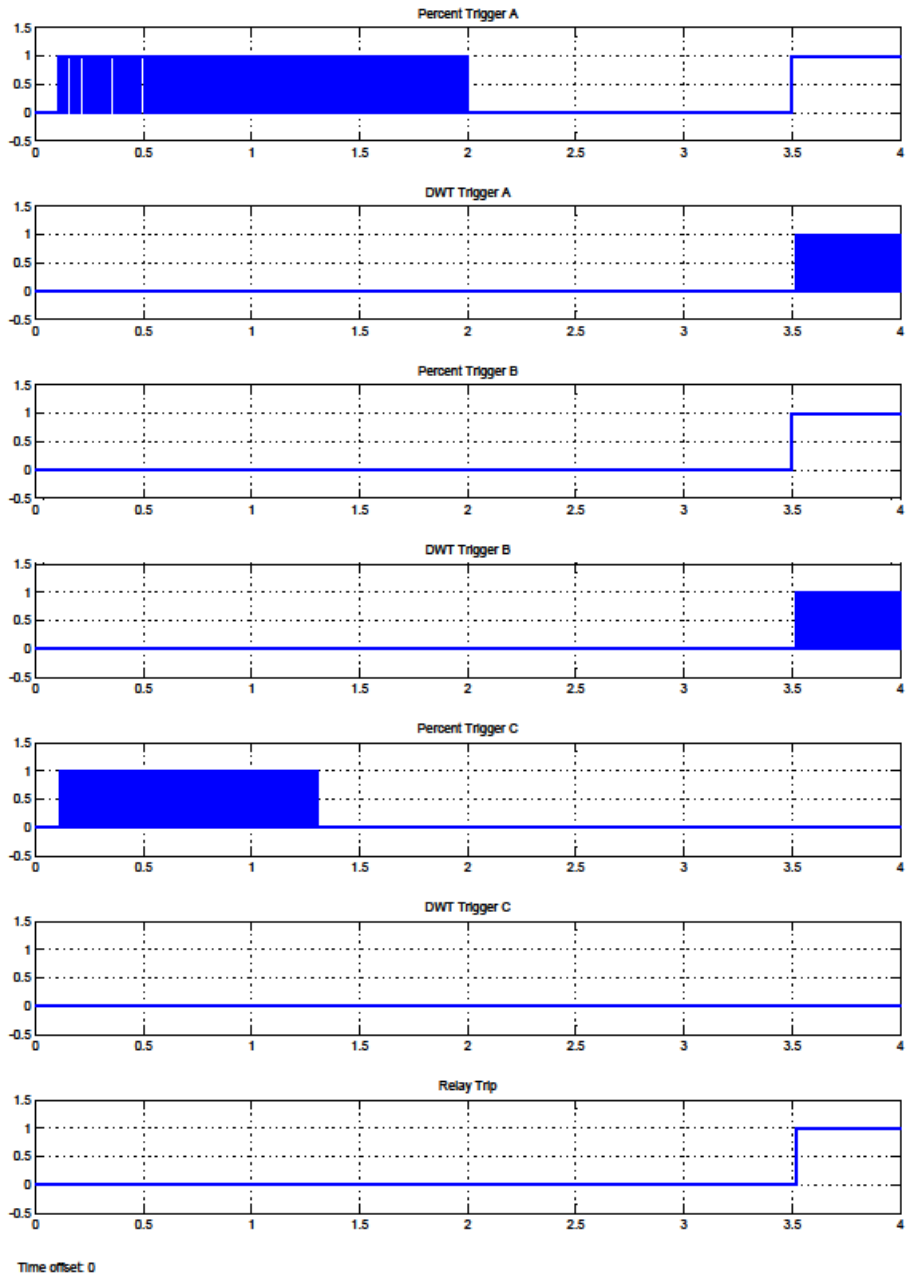 Percent Trigger A
1.5
1
0.5
0
-0.5
0 0.5 1 1.5 2 2.5 3 3.5 4
DWT Trigger A
1.5
1
0.5
0
-0.5
0 0.5 1 1.5 2 2.5 3 3.5 4
Percent Trigger B
1.5
1
0.5
0
-0.5
0 0.5 1 1.5 2 2.5 3 3.5 4
DWT Trigger B
1.5
1
0.5
0
-0.5
0 0.5 1 1.5 2 2.5 3 3.5 4
Percent Trigger C
1.5
1
0.5
0
-0.5
0 0.5 1 1.5 2 2.5 3 3.5 4
DWT Trigger C
1.5
1
0.5
0
-0.5
0 0.5 1 1.5 2 2.5 3 3.5 4
Relay Trip
1.5
1
0.5
0
-0.5
0 0.5 1 1.5 2 2.5 3 3.5 4
Time offset: 0